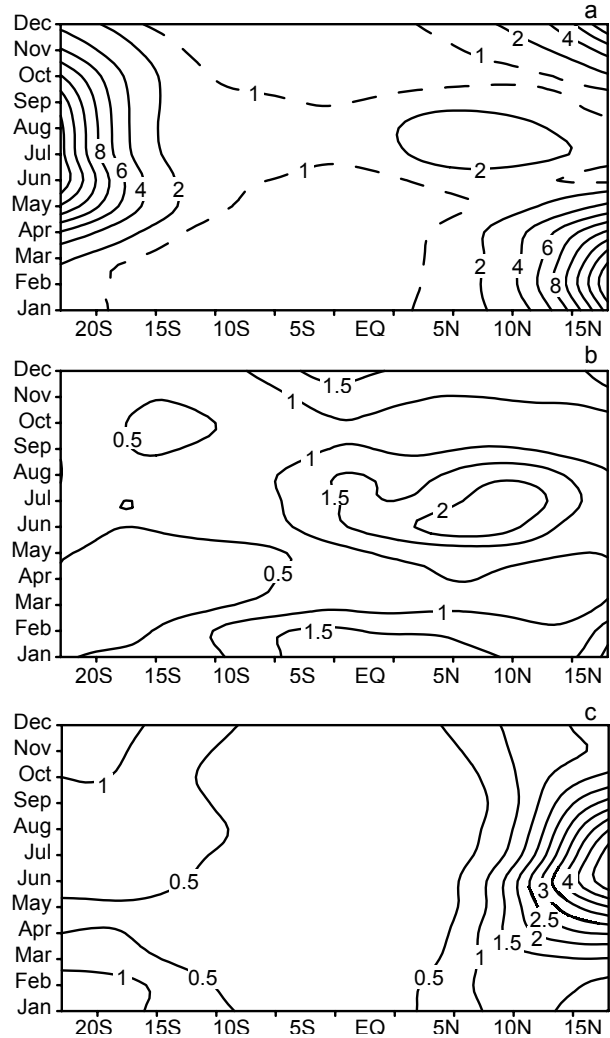 a
Dec
Nov
Oct
Sep
Aug
Jul
Jun
May
Apr
Mar
Feb
Jan
2 4
1
1
8
6
4 2
1
2
2 4 6
8
20S 15S 10S 5S EQ 5N 10N 15N
b
Dec
Nov
Oct
Sep
Aug
Jul
Jun
May
Apr
Mar
Feb
Jan
1.5
1
0.5
1
1.5
2
0.5
1
1.5
20S 15S 10S 5S EQ 5N 10N 15N
c
Dec
Nov
Oct
Sep
Aug
Jul
Jun
May
Apr
Mar
Feb
Jan
1
0.5
3 4
2.5
1.5 2
1
1 0.5 0.5
20S 15S 10S 5S EQ 5N 10N 15N